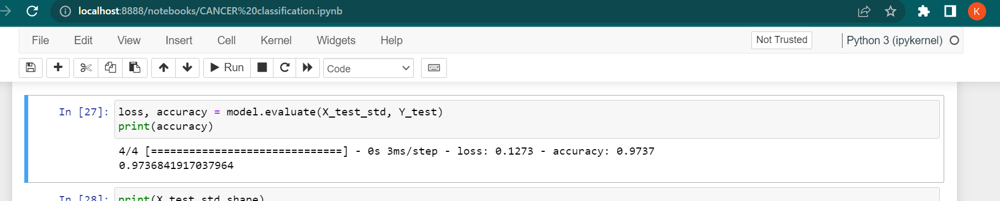 localhost:8888/notebooks/CANCER%20classification.ipynb
K
File Edit View Insert Cell Kernel Widgets Help
Not Trusted
Python 3 (ipykernel)
Run
Code
In [27]: loss, accuracy = model.evaluate(X_test_std, Y_test)
print(accuracy)
4/4 [==============================] - 0s 3ms/step - loss: 0.1273 - accuracy: 0.9737
0.9736841917037964
In [28]: print(X_test_std.shape)